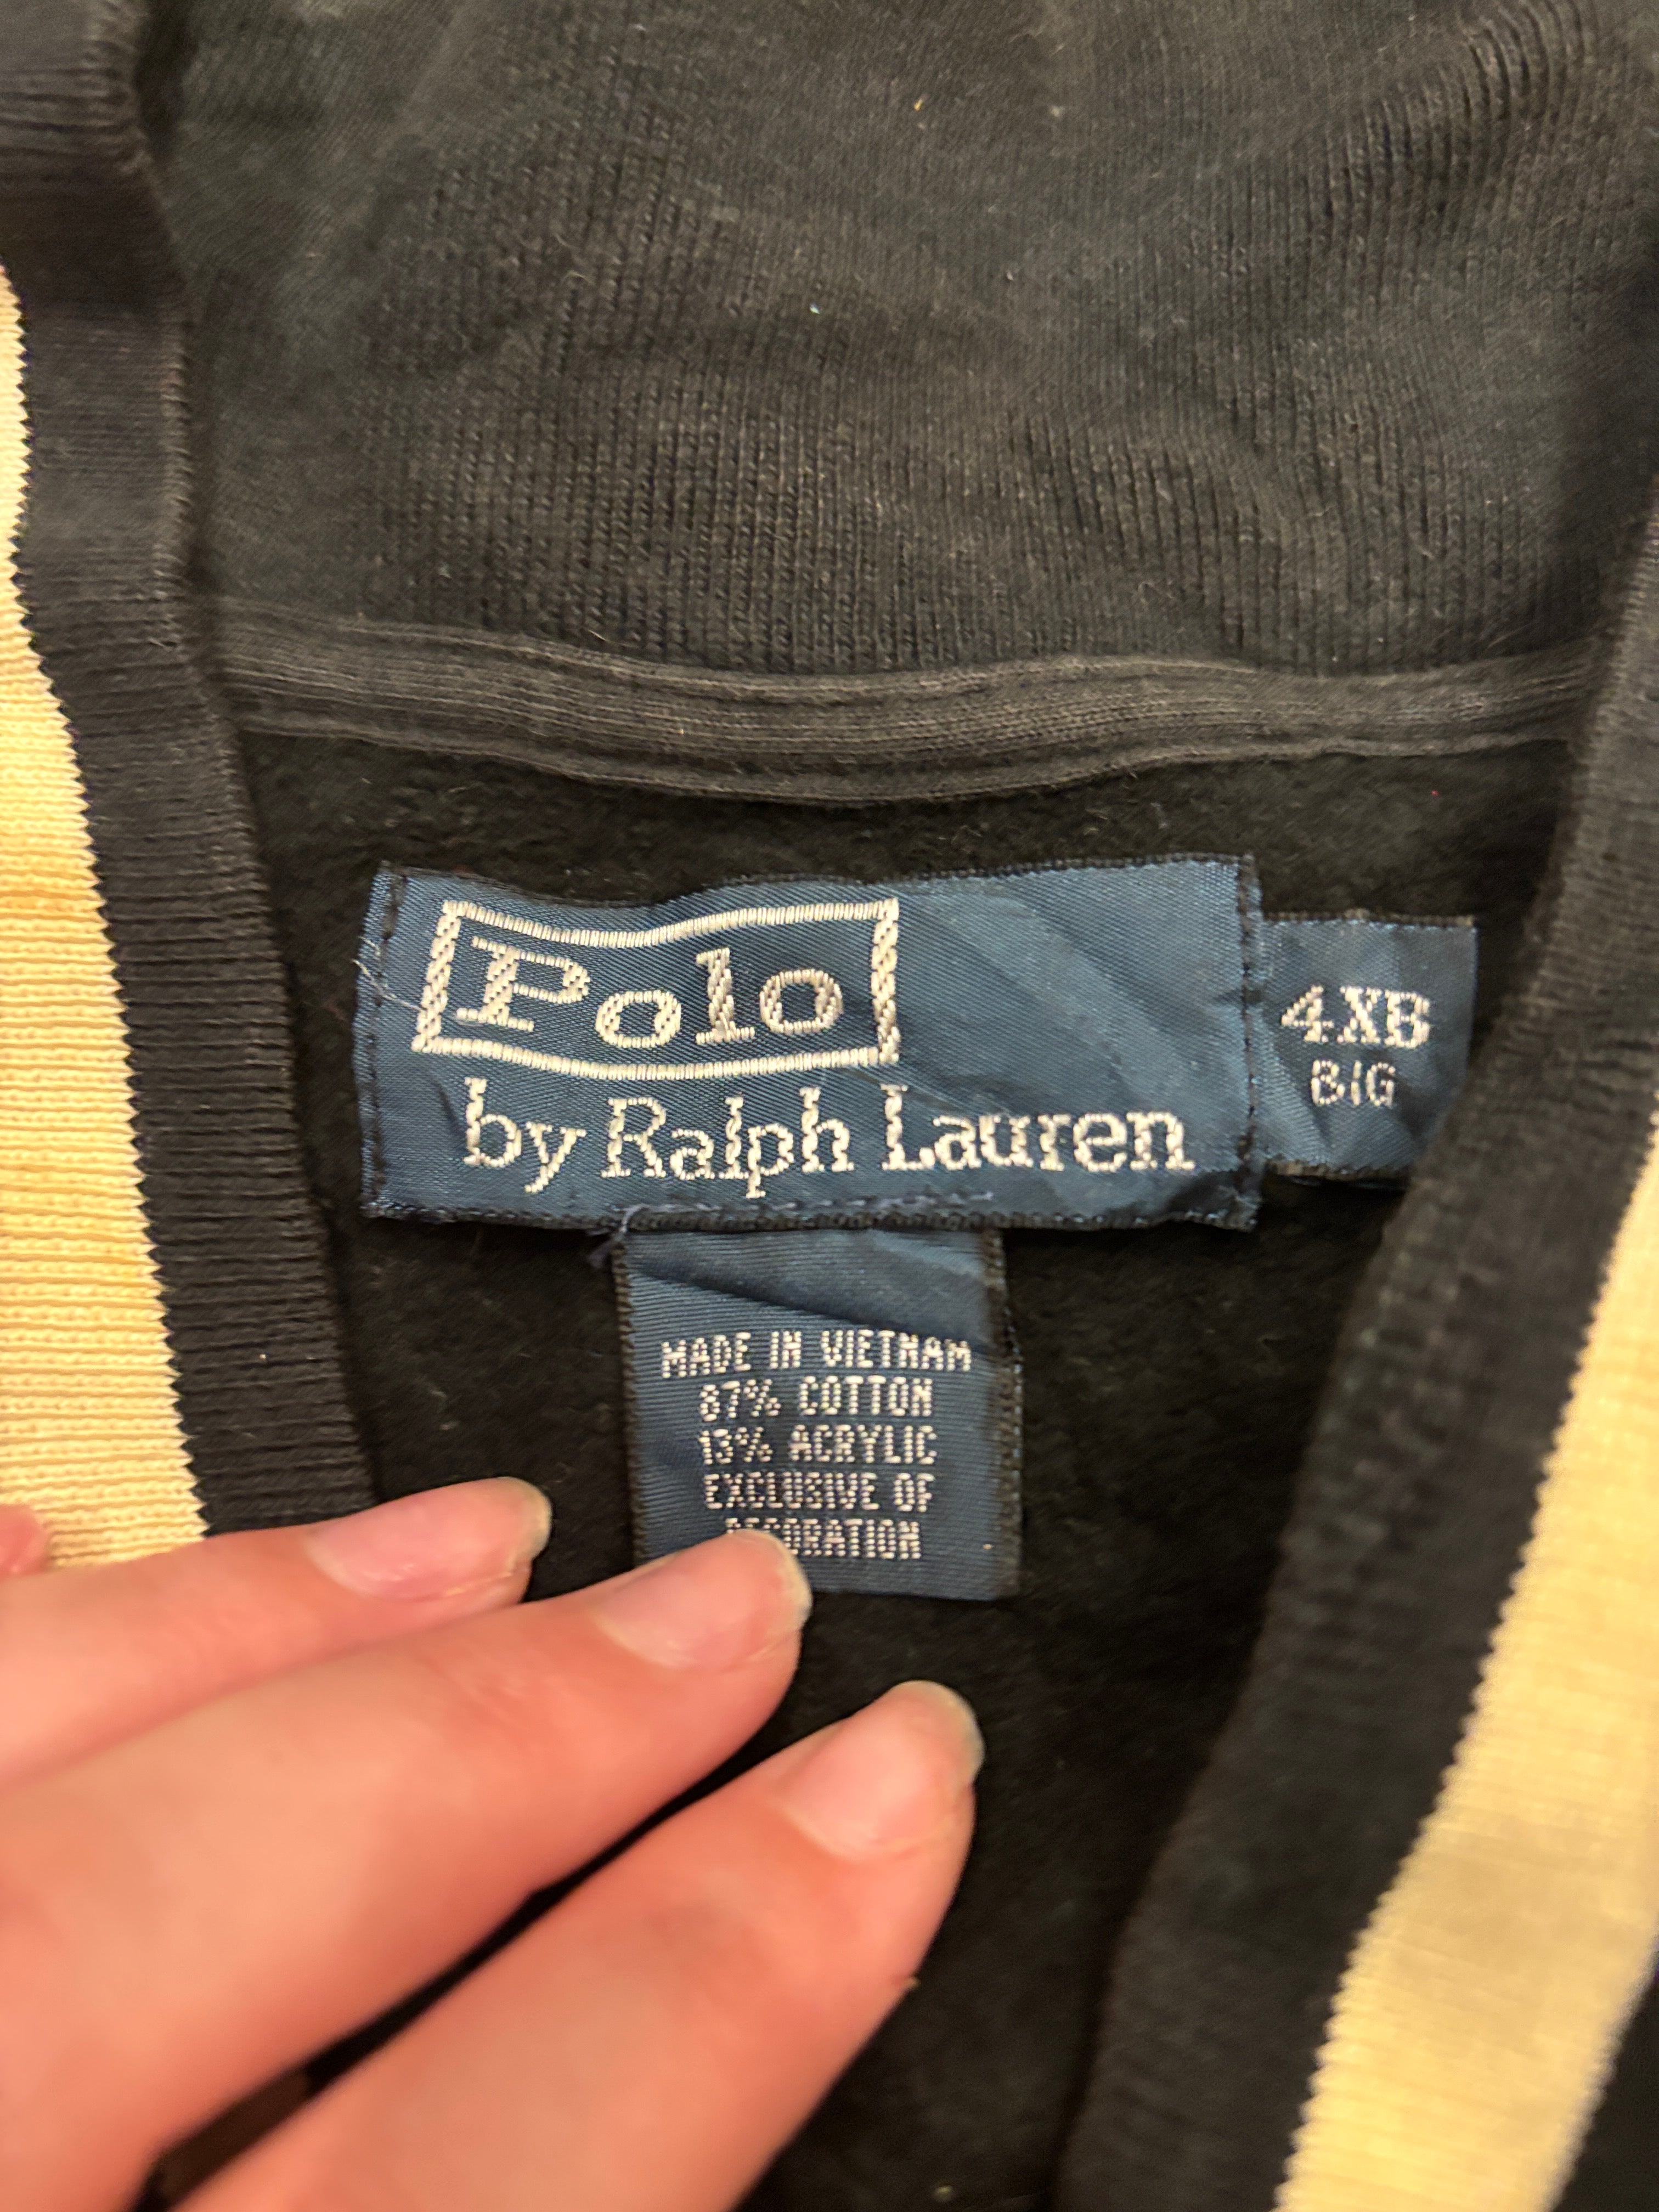 Polo
by Ralph Lauren
4XB
BIG
MADE IN VIETNAM
87% COTTON
13% ACRYLIC
EXCLUSIVE OF